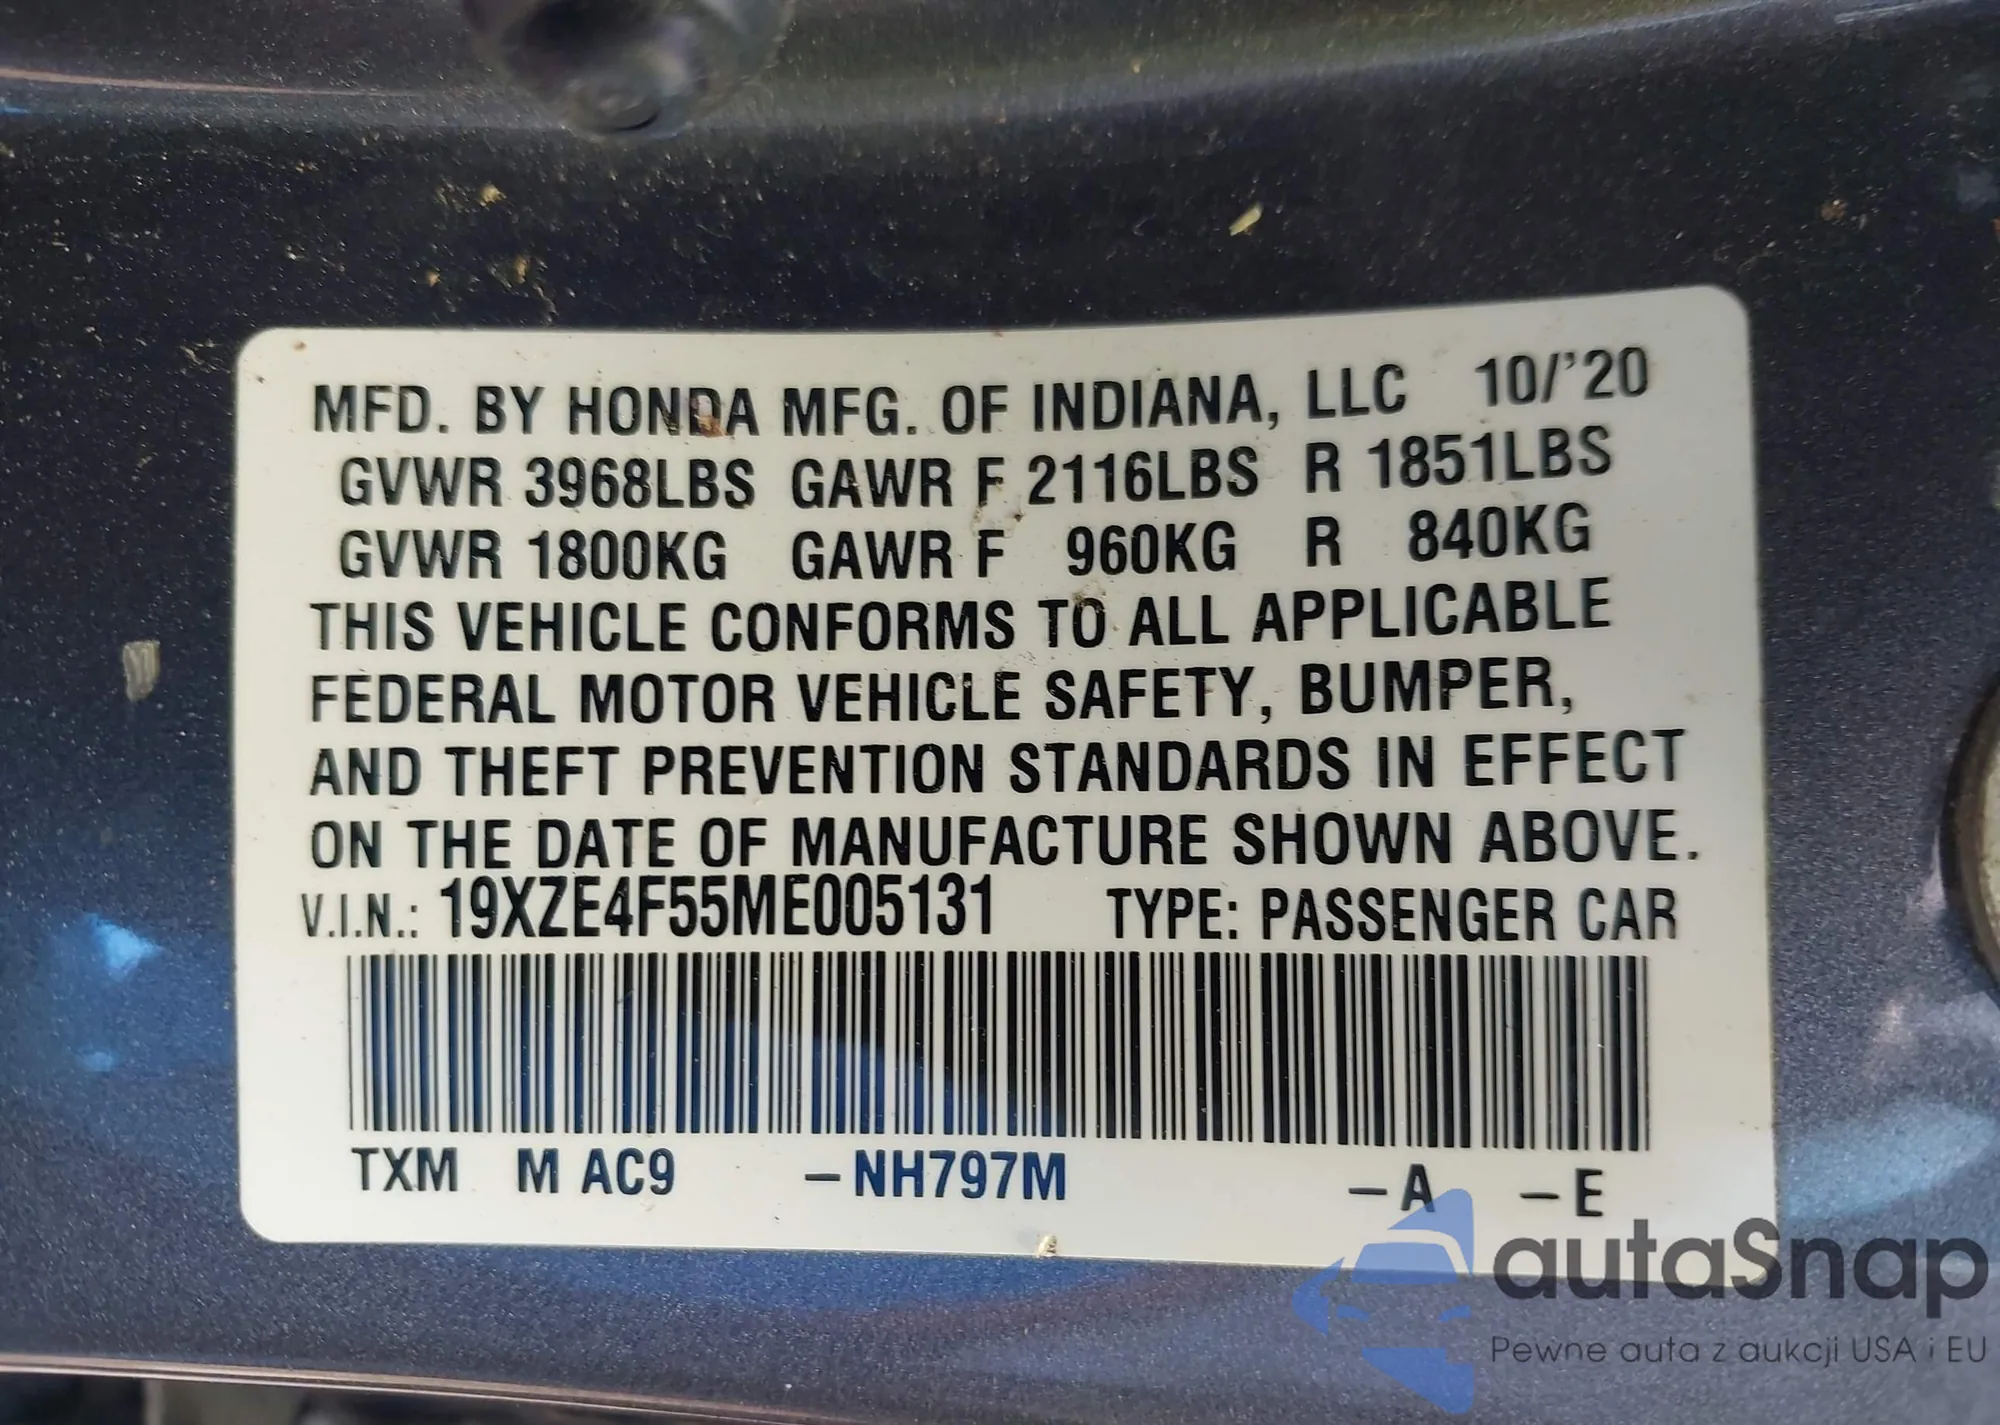 MFD. BY HONDA MFG. OF INDIANA, LLC 10/'20
GVWR 3968LBS GAWR F 2116LBS R 1851LBS
GVWR 1800KG GAWR F 960KG R 840KG
THIS VEHICLE CONFORMS TO ALL APPLICABLE
FEDERAL MOTOR VEHICLE SAFETY, BUMPER,
AND THEFT PREVENTION STANDARDS IN EFFECT
ON THE DATE OF MANUFACTURE SHOWN ABOVE.
V.I.N.: 19XZE4F55ME005131 TYPE: PASSENGER CAR
TXM M AC9 –NH797M –A –E
autaSnap
Pewne auta z aukcji USA i EU